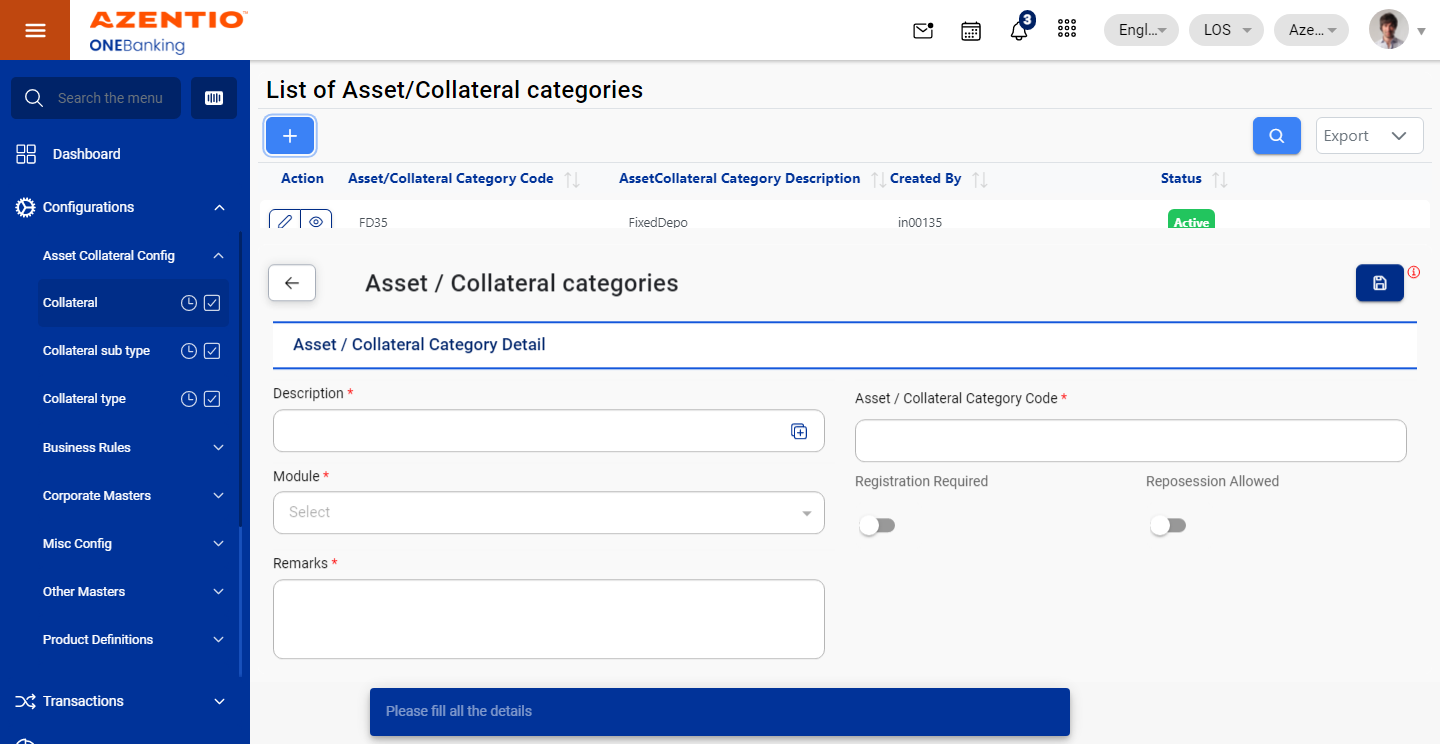 AZENTIO™
ONEBanking
3
Engl...
LOS
Aze...
Search the menu
Dashboard
Configurations
Asset Collateral Config
Collateral
Collateral sub type
Collateral type
Business Rules
Corporate Masters
Misc Config
Other Masters
Product Definitions
Transactions
List of Asset/Collateral categories
Export
Action
Asset/Collateral Category Code
AssetCollateral Category Description
Created By
Status
FD35
FixedDepo
in00135
Active
Asset / Collateral categories
Asset / Collateral Category Detail
Description *
Asset / Collateral Category Code *
Module *
Select
Registration Required
Reposession Allowed
Remarks *
Please fill all the details